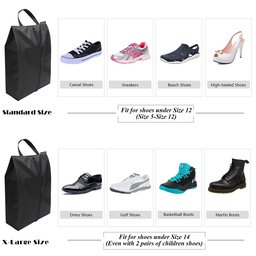 Casual Shoes
Sneakers
Beach Shoes
High-heeled Shoes
Standard Size
Fit for shoes under Size 12
(Size 5-Size 12)
Dress Shoes
Golf Shoes
Basketball Boots
Martin Boots
X-Large Size
Fit for shoes under Size 14
(Even with 2 pairs of children shoes)